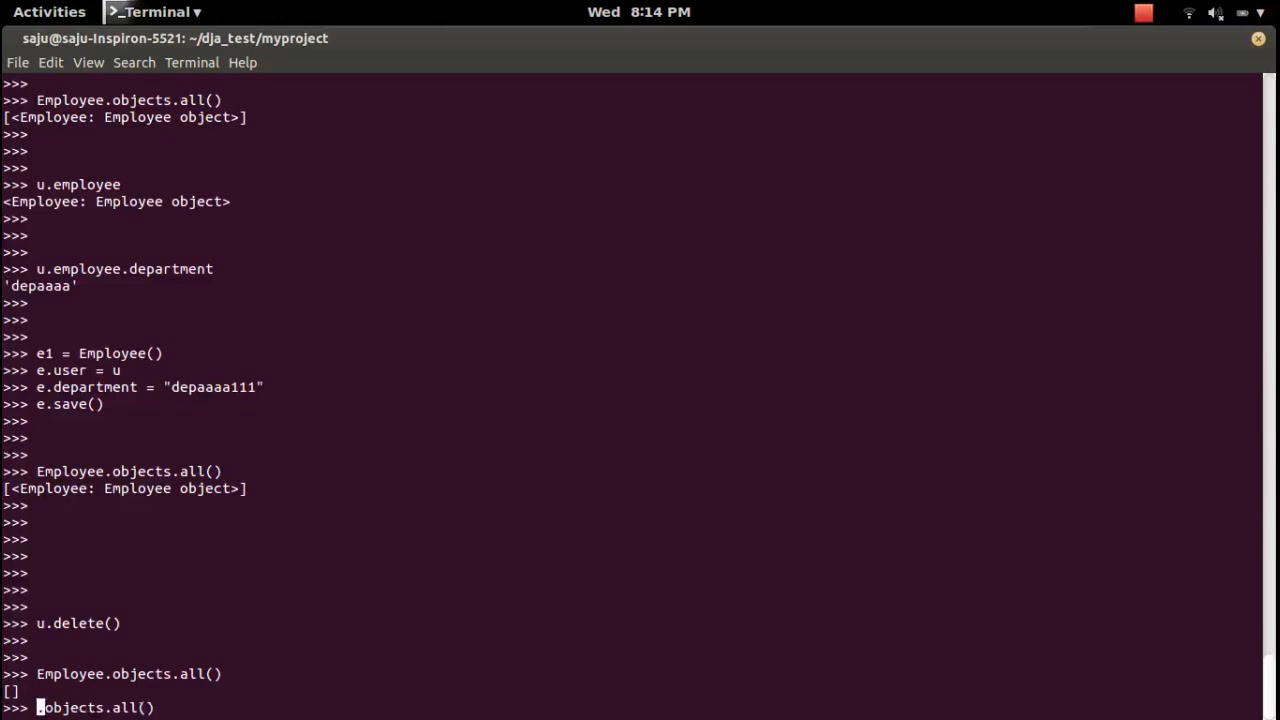 Activities
>_Terminal ▾
Wed 8:14 PM
saju@saju-Inspiron-5521: ~/dja_test/myproject
File Edit View Search Terminal Help
>>>
>>> Employee.objects.all()
[<Employee: Employee object>]
>>>
>>>
>>>
>>> u.employee
<Employee: Employee object>
>>>
>>>
>>>
>>> u.employee.department
'depaaaa'
>>>
>>>
>>>
>>> e1 = Employee()
>>> e.user = u
>>> e.department = "depaaaa111"
>>> e.save()
>>>
>>>
>>>
>>> Employee.objects.all()
[<Employee: Employee object>]
>>>
>>>
>>>
>>>
>>>
>>>
>>>
>>> u.delete()
>>>
>>>
>>> Employee.objects.all()
[]
>>> .objects.all()